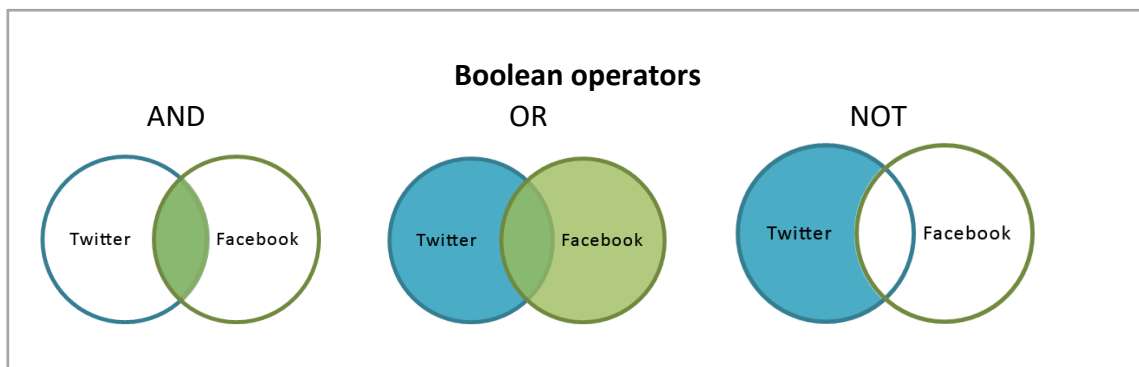 Boolean operators
AND OR NOT
Twitter Facebook Twitter Facebook Twitter Facebook